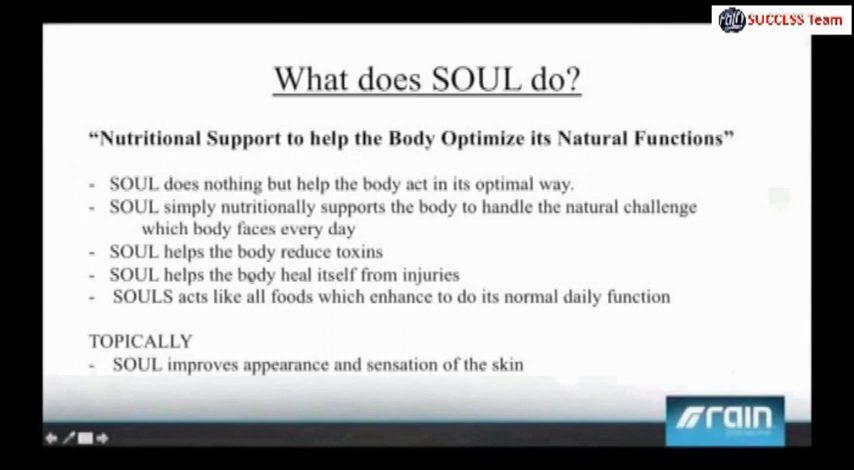 SUCCESS Team
What does SOUL do?
“Nutritional Support to help the Body Optimize its Natural Functions”
- SOUL does nothing but help the body act in its optimal way.
- SOUL simply nutritionally supports the body to handle the natural challenge
which body faces every day
- SOUL helps the body reduce toxins
- SOUL helps the body heal itself from injuries
- SOULS acts like all foods which enhance to do its normal daily function
TOPICALLY
- SOUL improves appearance and sensation of the skin
rain